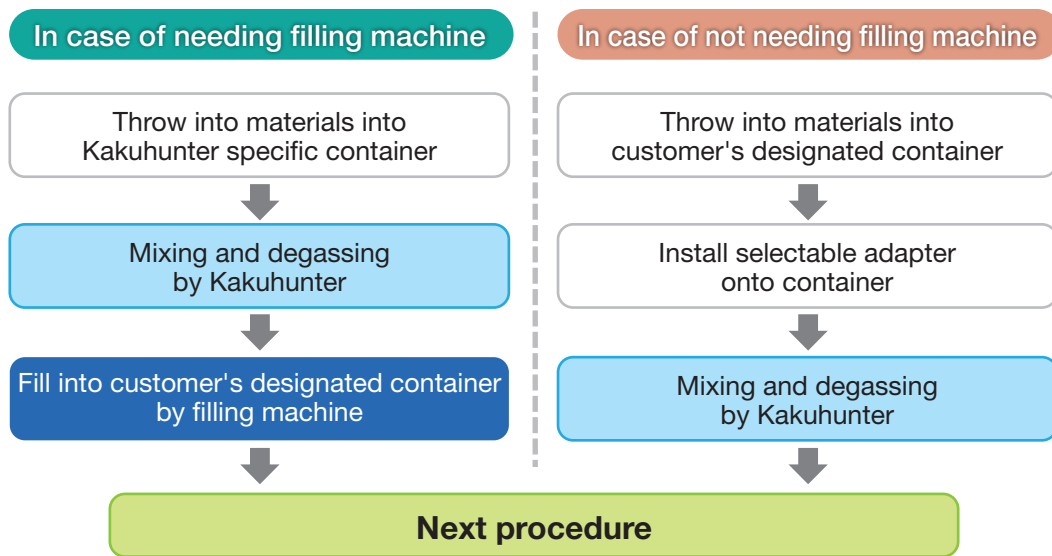 In case of needing filling machine
Throw into materials into
Kakuhunter specific container
Mixing and degassing
by Kakuhunter
Fill into customer's designated container
by filling machine
In case of not needing filling machine
Throw into materials into
customer's designated container
Install selectable adapter
onto container
Mixing and degassing
by Kakuhunter
Next procedure